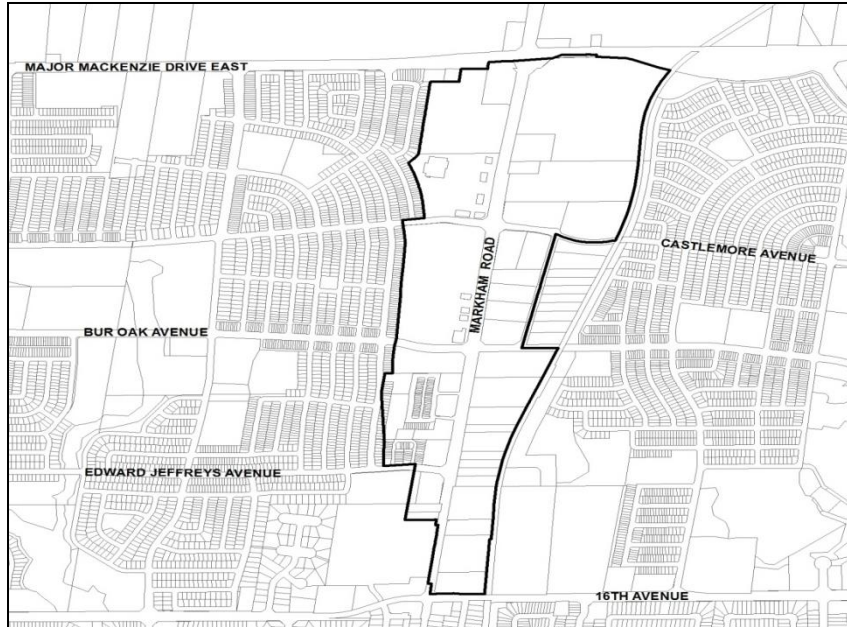 MAJOR MACKENZIE DRIVE EAST
CASTLEMORE AVENUE
MARKHAM ROAD
BUR OAK AVENUE
EDWARD JEFFREYS AVENUE
16TH AVENUE